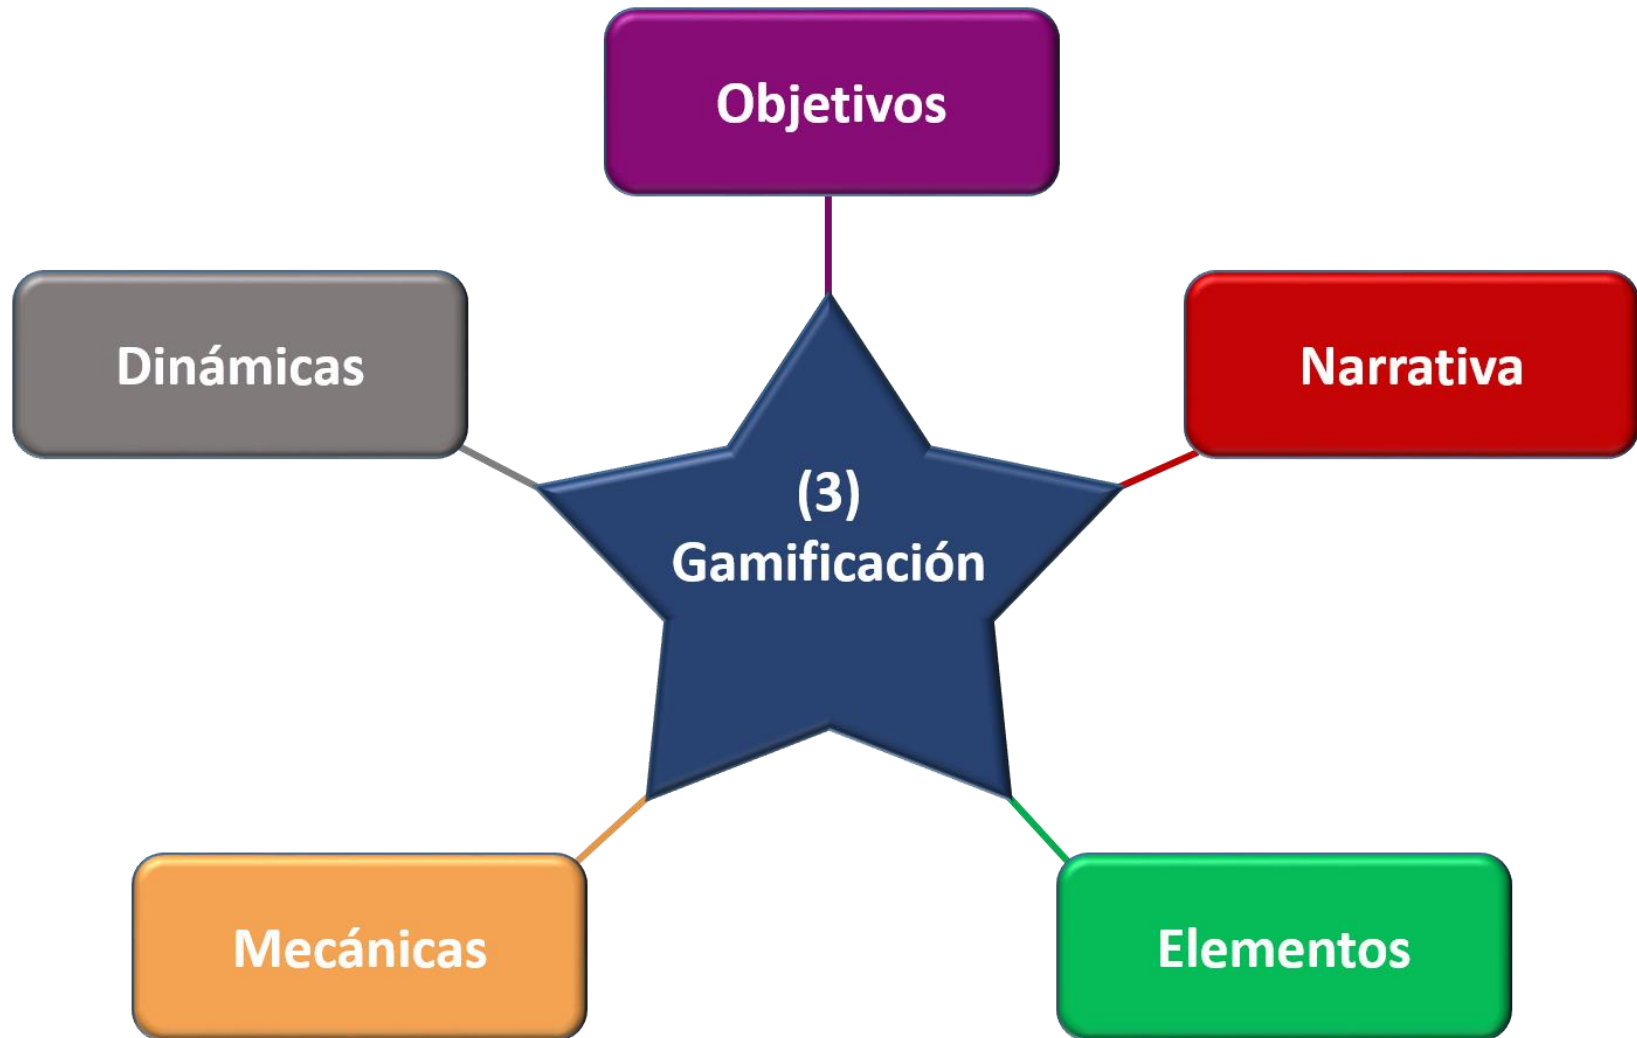 Objetivos
Dinámicas
Narrativa
(3)
Gamificación
Mecánicas
Elementos